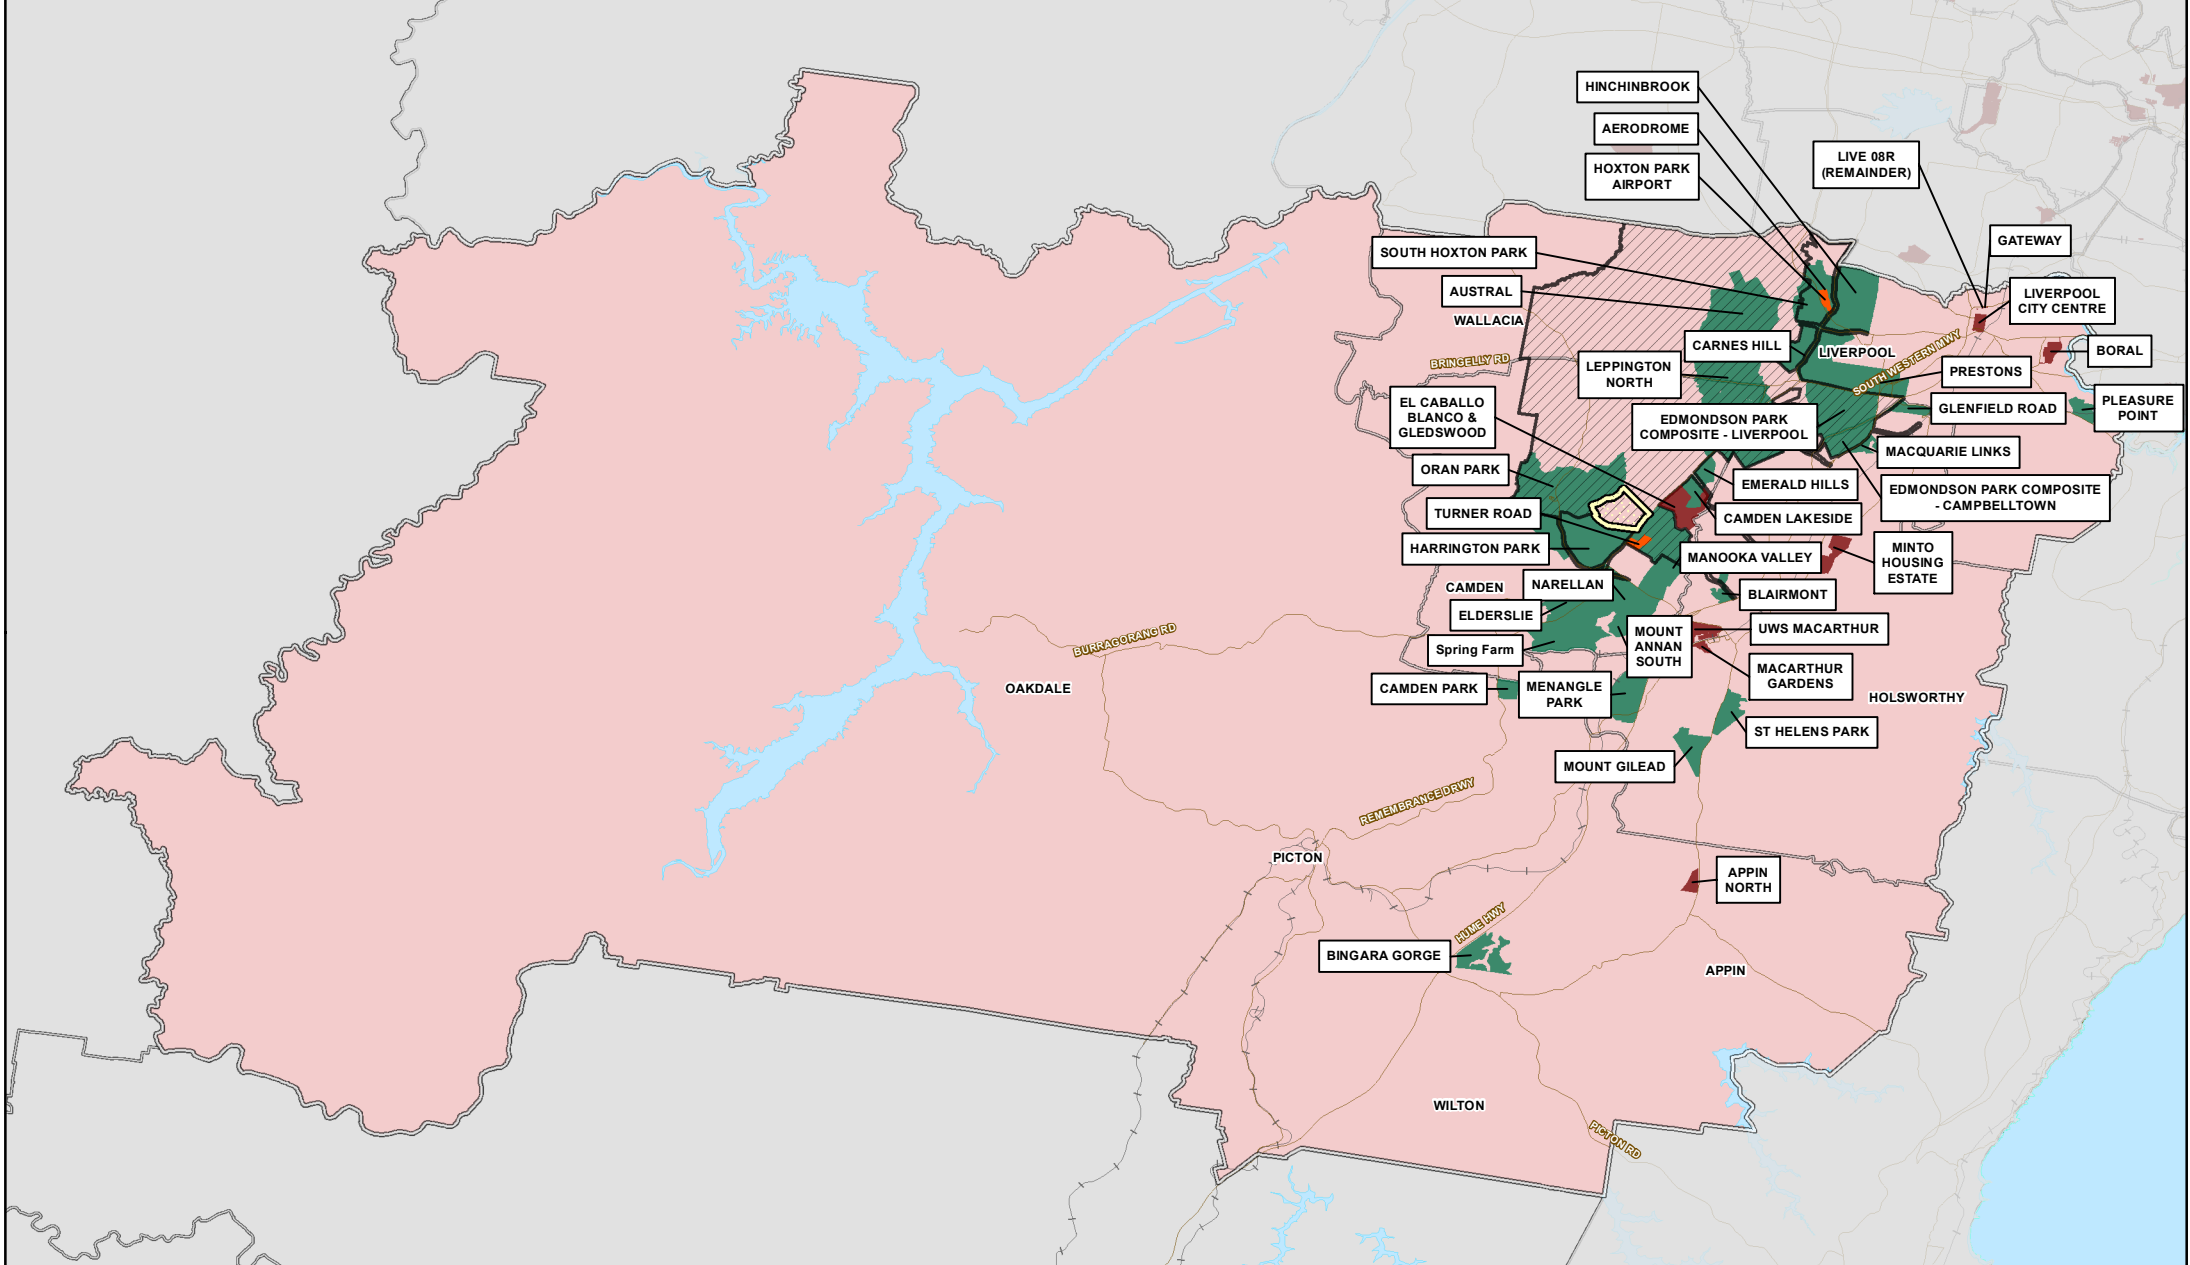 HINCHINBROOK
AERODROME
HOXTON PARK
AIRPORT
LIVE 08R
(REMAINDER)
GATEWAY
SOUTH HOXTON PARK
AUSTRAL
LIVERPOOL
CITY CENTRE
WALLACIA
CARNES HILL
LIVERPOOL
SOUTH WESTERN MWY
BORAL
BRINGELLY RD
LEPPINGTON
NORTH
PRESTONS
EL CABALLO
BLANCO &
GLEDSWOOD
EDMONDSON PARK
COMPOSITE - LIVERPOOL
GLENFIELD ROAD
PLEASURE
POINT
MACQUARIE LINKS
ORAN PARK
EMERALD HILLS
EDMONDSON PARK COMPOSITE
- CAMPBELLTOWN
TURNER ROAD
CAMDEN LAKESIDE
HARRINGTON PARK
MANOOKA VALLEY
MINTO
HOUSING
ESTATE
CAMDEN
NARELLAN
BLAIRMONT
ELDERSLIE
UWS MACARTHUR
MOUNT
ANNAN
SOUTH
BURRAGORANG RD
Spring Farm
MACARTHUR
GARDENS
OAKDALE
CAMDEN PARK
MENANGLE
PARK
HOLSWORTHY
ST HELENS PARK
MOUNT GILEAD
REMEMBRANCE DRWY
PICTON
APPIN
NORTH
HUME HWY
BINGARA GORGE
APPIN
WILTON
PICTON RD